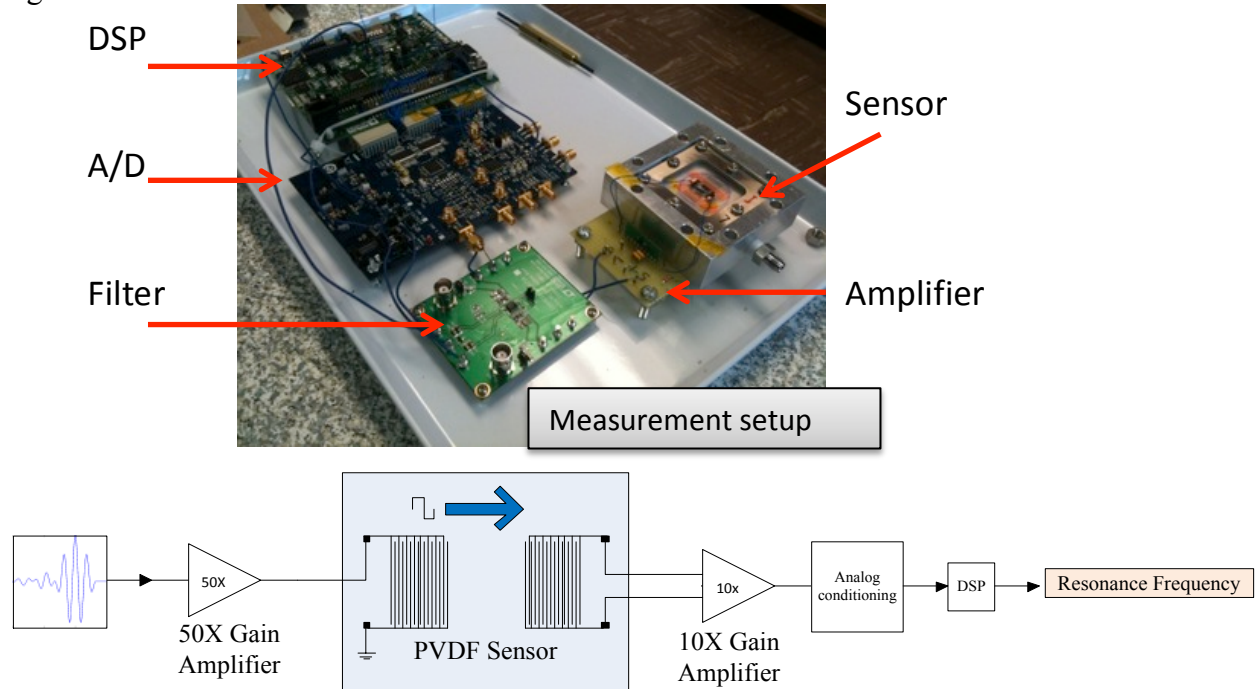 DSP
Sensor
A/D
Filter
Amplifier
Measurement setup
50X
10x
Analog
conditioning
DSP
Resonance Frequency
50X Gain
Amplifier
PVDF Sensor
10X Gain
Amplifier